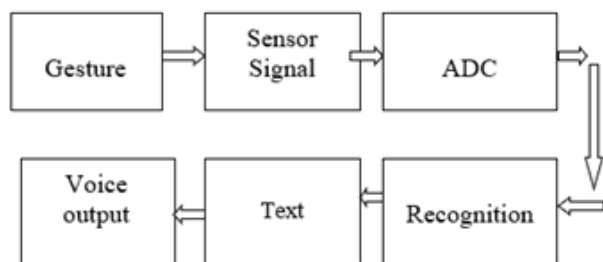 Gesture
Sensor
Signal
ADC
Voice
output
Text
Recognition